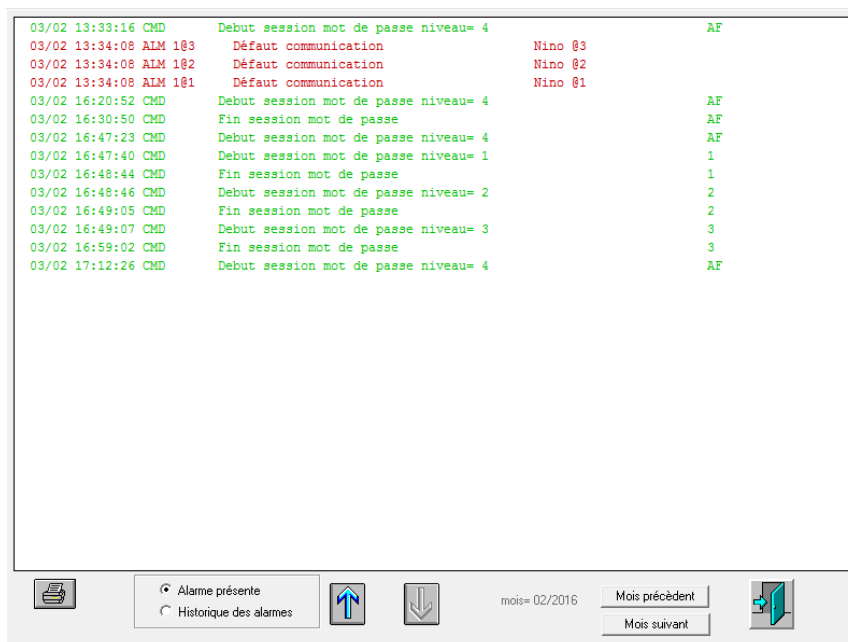 03/02 13:33:16 CMD Debut session mot de passe niveau= 4 AF
03/02 13:34:08 ALM 1@3 Défaut communication Nino @3
03/02 13:34:08 ALM 1@2 Défaut communication Nino @2
03/02 13:34:08 ALM 1@1 Défaut communication Nino @1
03/02 16:20:52 CMD Debut session mot de passe niveau= 4 AF
03/02 16:30:50 CMD Fin session mot de passe AF
03/02 16:47:23 CMD Debut session mot de passe niveau= 4 AF
03/02 16:47:40 CMD Debut session mot de passe niveau= 1 1
03/02 16:48:44 CMD Fin session mot de passe 1
03/02 16:48:46 CMD Debut session mot de passe niveau= 2 2
03/02 16:49:05 CMD Fin session mot de passe 2
03/02 16:49:07 CMD Debut session mot de passe niveau= 3 3
03/02 16:59:02 CMD Fin session mot de passe 3
03/02 17:12:26 CMD Debut session mot de passe niveau= 4 AF
Alarme présente
Historique des alarmes
mois= 02/2016
Mois précèdent
Mois suivant